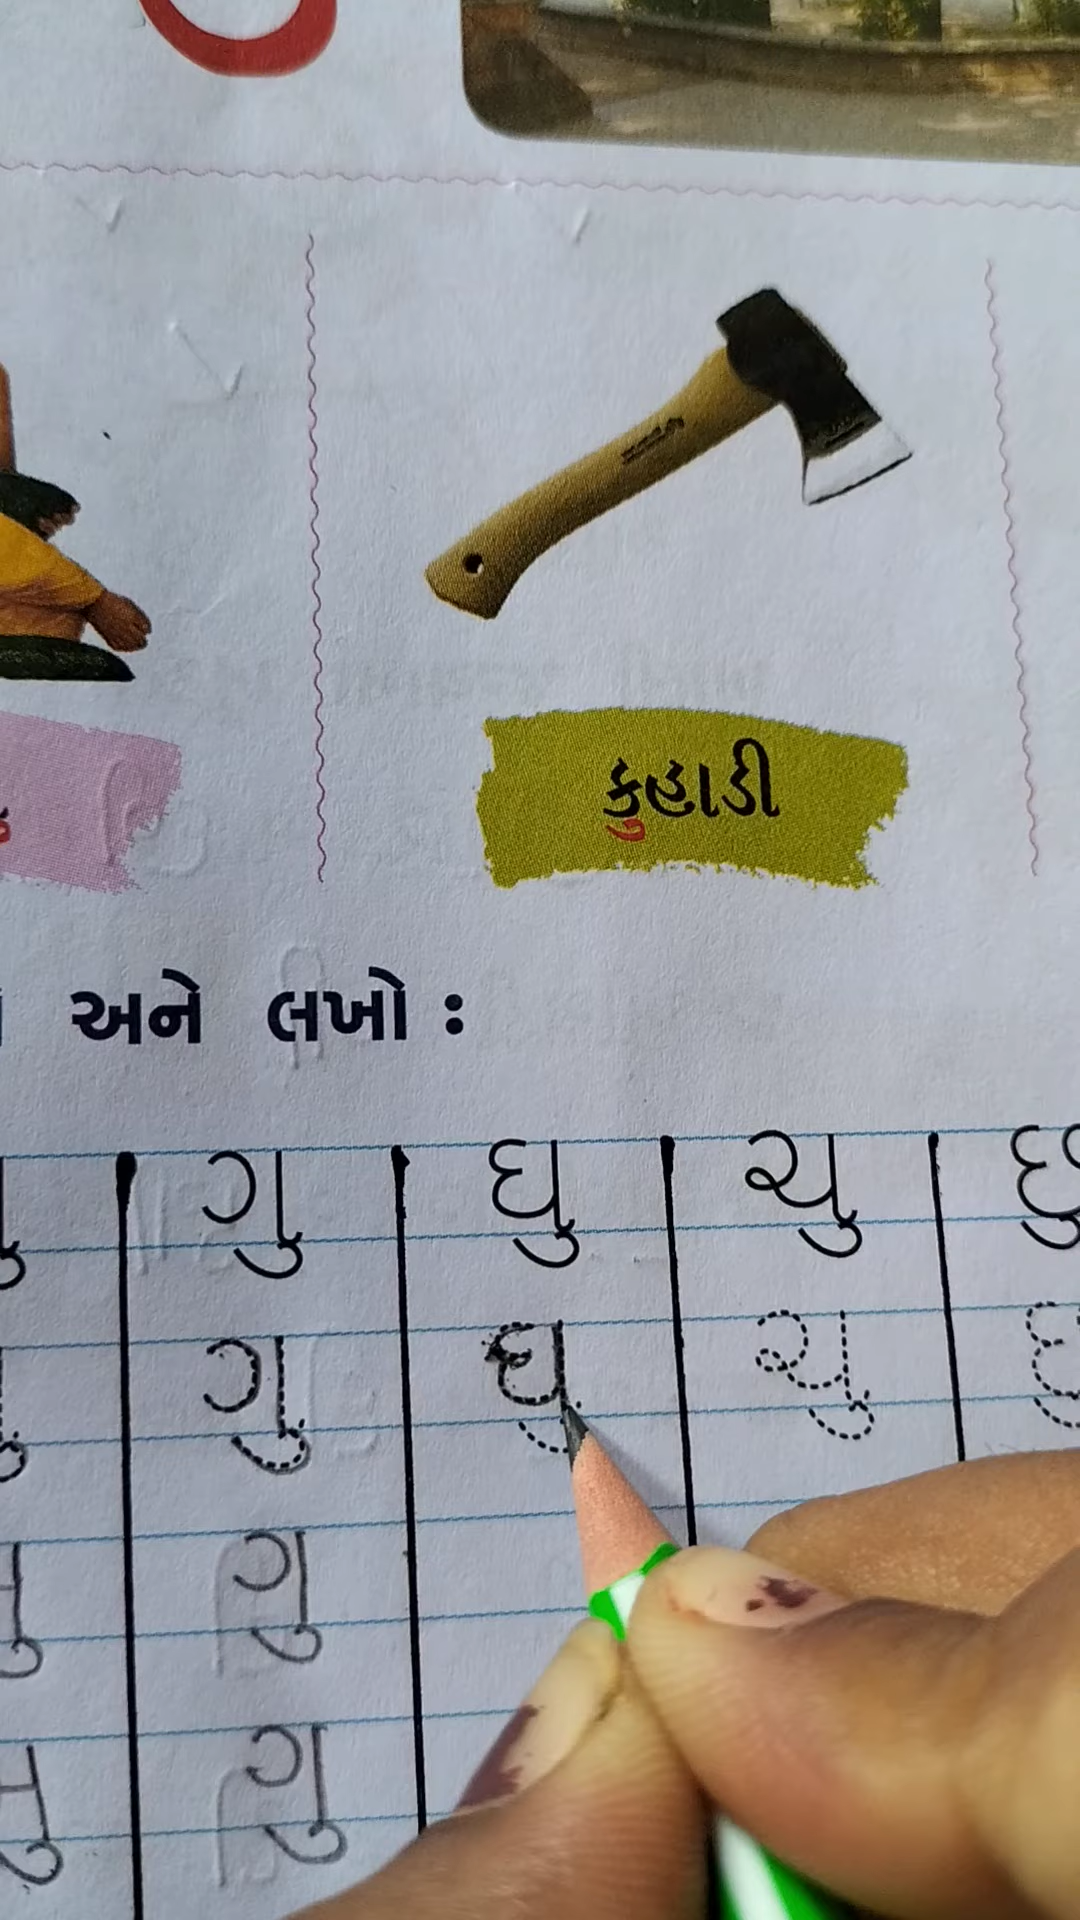 કુહાડી
અને લખો :
ગુ ઘુ ચુ છુ
ગુ ઘુ ચુ
ગુ
ગુ